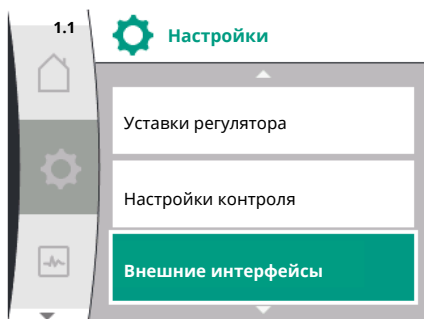 1.1
Настройки
Уставки регулятора
Настройки контроля
Внешние интерфейсы